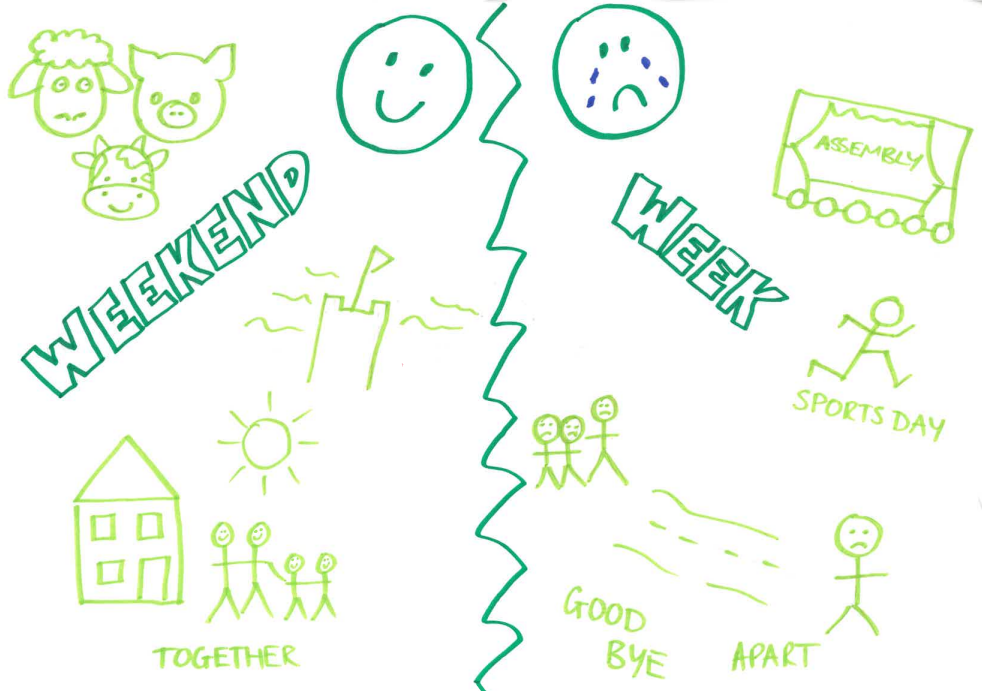 WEEKEND
TOGETHER
WEEK
ASSEMBLY
SPORTS DAY
GOOD
BYE
APART